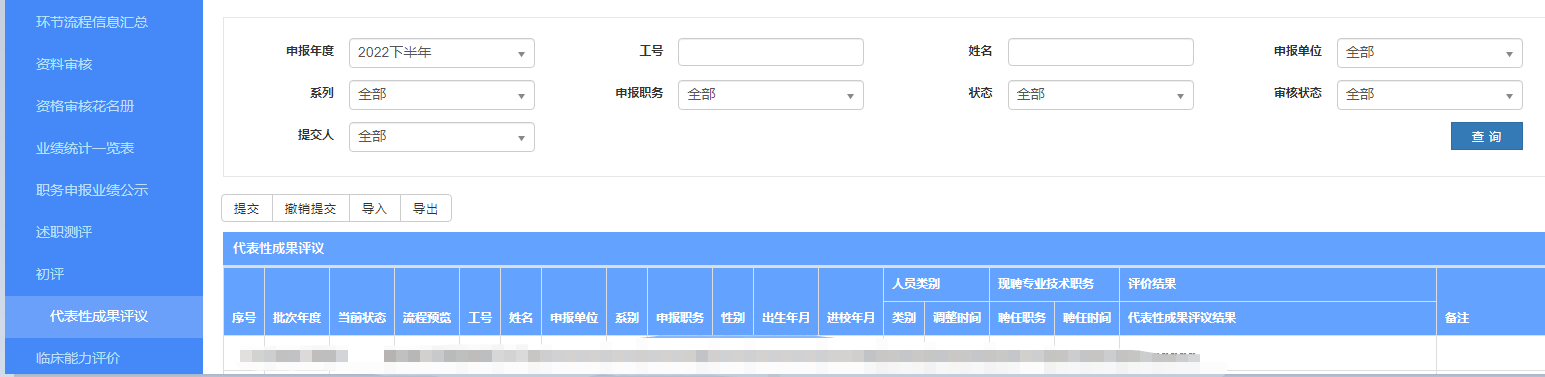 环节流程信息汇总
资料审核
资格审核花名册
业绩统计一览表
职务申报业绩公示
述职测评
初评
代表性成果评议
临床能力评价
申报年度 2022下半年 工号 姓名 申报单位 全部
系列 全部 申报职务 全部 状态 全部 审核状态 全部
提交人 全部 查 询
提交 撤销提交 导入 导出
代表性成果评议
人员类别 现聘专业技术职务 评价结果
序号 批次年度 当前状态 流程预览 工号 姓名 申报单位 系别 申报职务 性别 出生年月 进校年月 类别 调整时间 聘任职务 聘任时间 代表性成果评议结果 备注